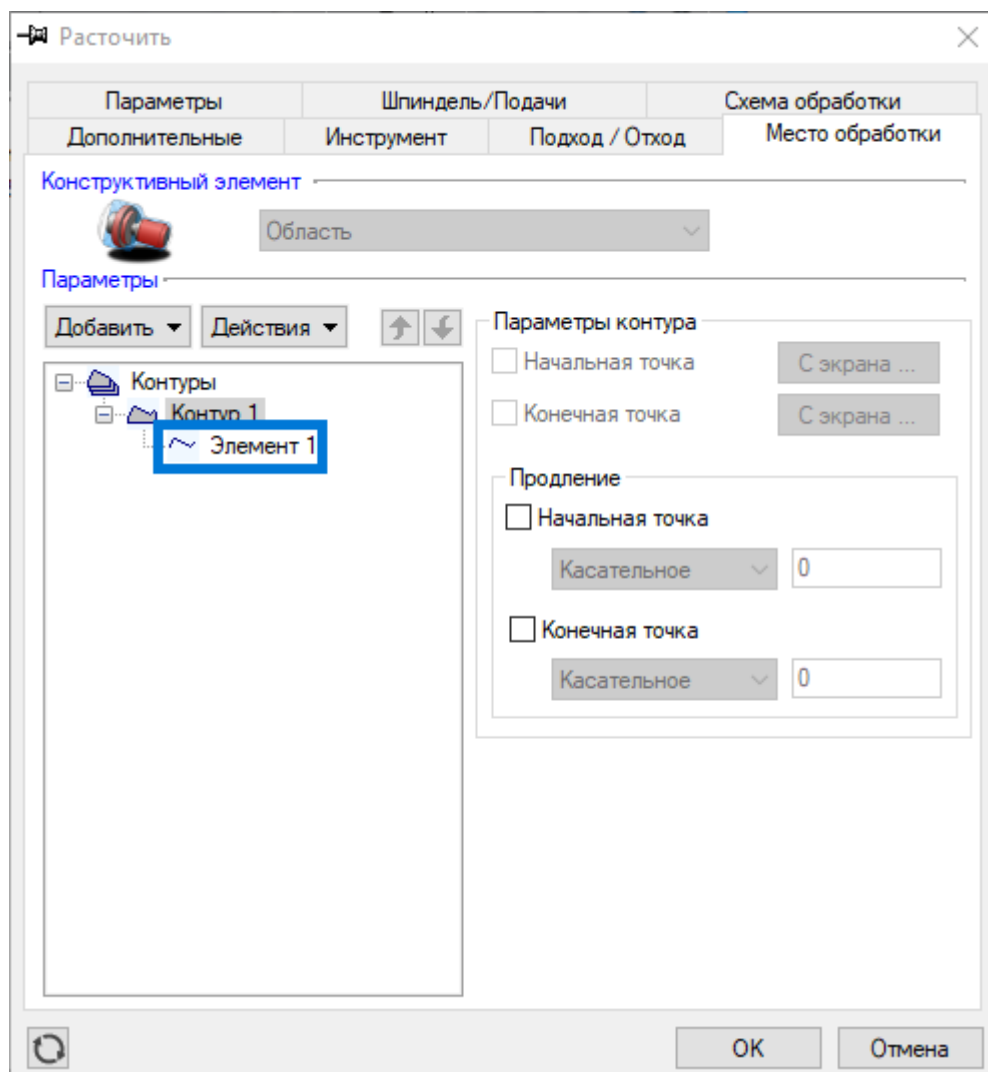 Расточить
Параметры Шпиндель/Подачи Схема обработки
Дополнительные Инструмент Подход / Отход Место обработки
Конструктивный элемент
Область
Параметры
Добавить Действия
Параметры контура
Начальная точка С экрана ...
Контуры
Контур 1
Конечная точка С экрана ...
Элемент 1
Продление
Начальная точка
Касательное 0
Конечная точка
Касательное 0
OK Отмена